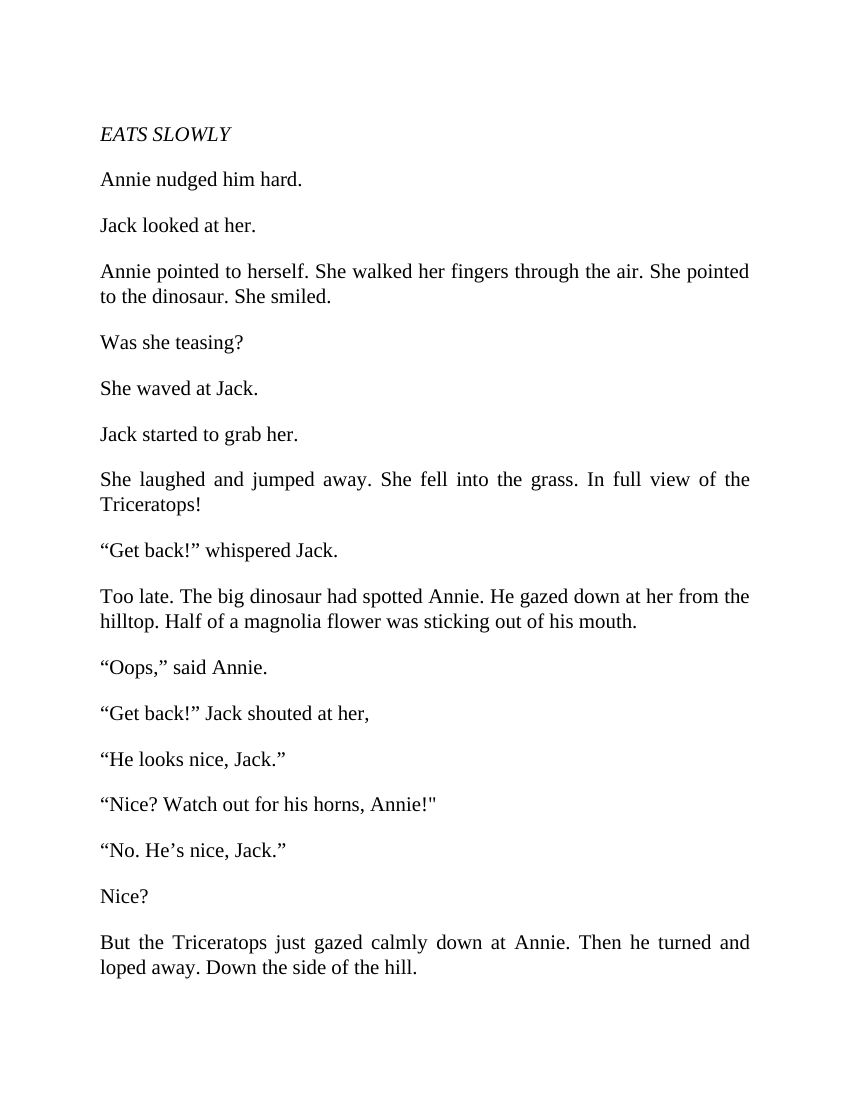 EATS SLOWLY
Annie nudged him hard.
Jack looked at her.
Annie pointed to herself. She walked her fingers through the air. She pointed
to the dinosaur. She smiled.
Was she teasing?
She waved at Jack.
Jack started to grab her.
She laughed and jumped away. She fell into the grass. In full view of the
Triceratops!
“Get back!” whispered Jack.
Too late. The big dinosaur had spotted Annie. He gazed down at her from the
hilltop. Half of a magnolia flower was sticking out of his mouth.
“Oops,” said Annie.
“Get back!” Jack shouted at her,
“He looks nice, Jack.”
“Nice? Watch out for his horns, Annie!"
“No. He’s nice, Jack.”
Nice?
But the Triceratops just gazed calmly down at Annie. Then he turned and
loped away. Down the side of the hill.